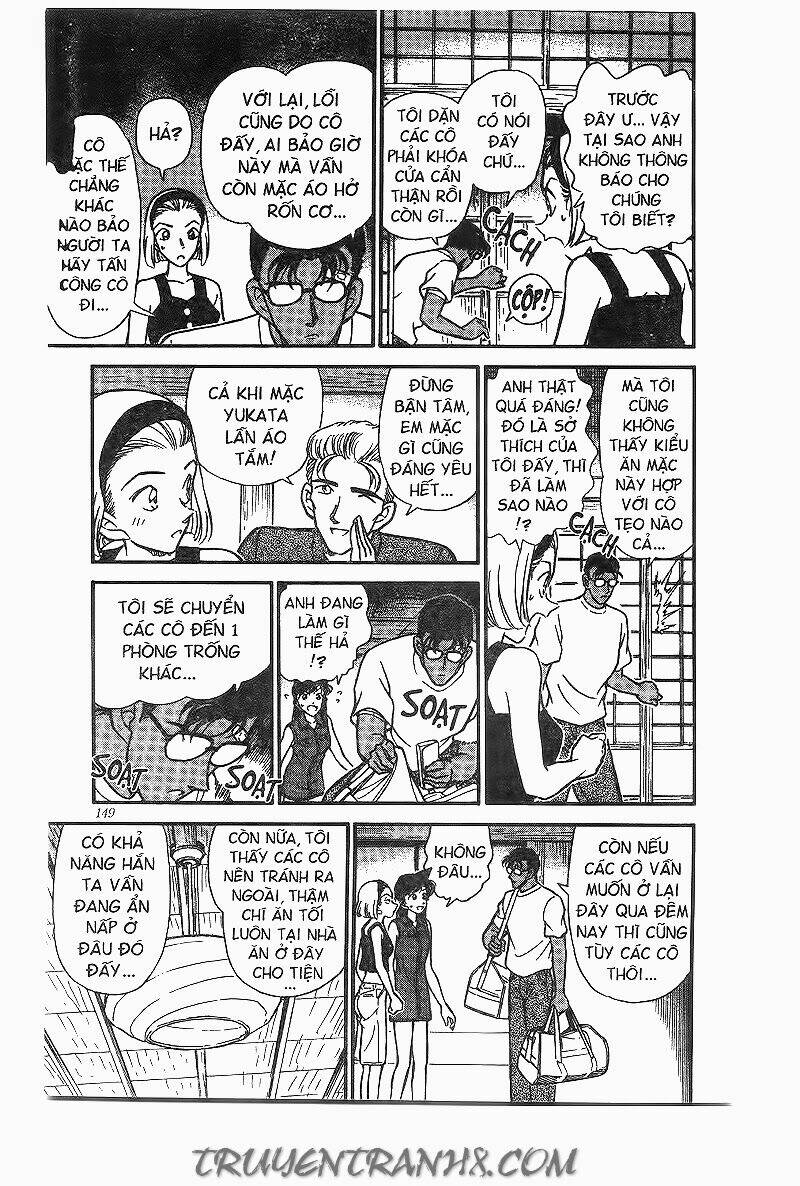 TRƯỚC
ĐÂY Ư... VẬY
TẠI SAO ANH
KHÔNG THÔNG
BÁO CHO
CHÚNG
TÔI BIẾT?
TÔI
CÓ NÓI
ĐẤY
CHỨ...
TÔI DẶN
CÁC CÔ
PHẢI KHÓA
CỬA CẨN
THẬN RỒI
CÒN GÌ...
CẠCH
CỘP!
VỚI LẠI, LỖI
CŨNG DO CÔ
ĐẤY, AI BẢO GIỜ
NÀY MÀ VẪN
CÒN MẶC ÁO HỞ
RỐN CƠ...
HẢ?
CÔ
MẶC THẾ
CHẲNG
KHÁC
NÀO BẢO
NGƯỜI TA
HÃY TẤN
CÔNG CÔ
ĐI...
MÀ TÔI
CŨNG
KHÔNG
THẤY KIỂU
ĂN MẶC
NÀY HỢP
VỚI CÔ
TẸO NÀO
CẢ...
ANH THẬT
QUÁ ĐÁNG!
ĐÓ LÀ SỞ
THÍCH CỦA
TÔI ĐẤY, THÌ
ĐÃ LÀM
SAO NÀO
!?
CẠCH
ĐỪNG
BẬN TÂM,
EM MẶC
GÌ CŨNG
ĐÁNG YÊU
HẾT...
CẢ KHI MẶC
YUKATA
LẪN ÁO
TẮM!
ANH ĐANG
LÀM GÌ
THẾ HẢ
!?
SOẠT
TÔI SẼ CHUYỂN
CÁC CÔ ĐẾN 1
PHÒNG TRỐNG
KHÁC...
SOẠT
SOẠT
149
CÒN NẾU
CÁC CÔ VẪN
MUỐN Ở LẠI
ĐÂY QUA ĐÊM
NAY THÌ CŨNG
TÙY CÁC CÔ
THÔI...
KHÔNG
ĐÂU...
CÒN NỮA, TÔI
THẤY CÁC CÔ
NÊN TRÁNH RA
NGOÀI, THẬM
CHÍ ĂN TỐI
LUÔN TẠI NHÀ
ĂN Ở ĐÂY
CHO TIỆN
...
CÓ KHẢ
NĂNG HẮN
TA VẪN
ĐANG ẨN
NẤP Ở
ĐÂU ĐÓ
ĐẤY...
TRUYENTRANH8.COM